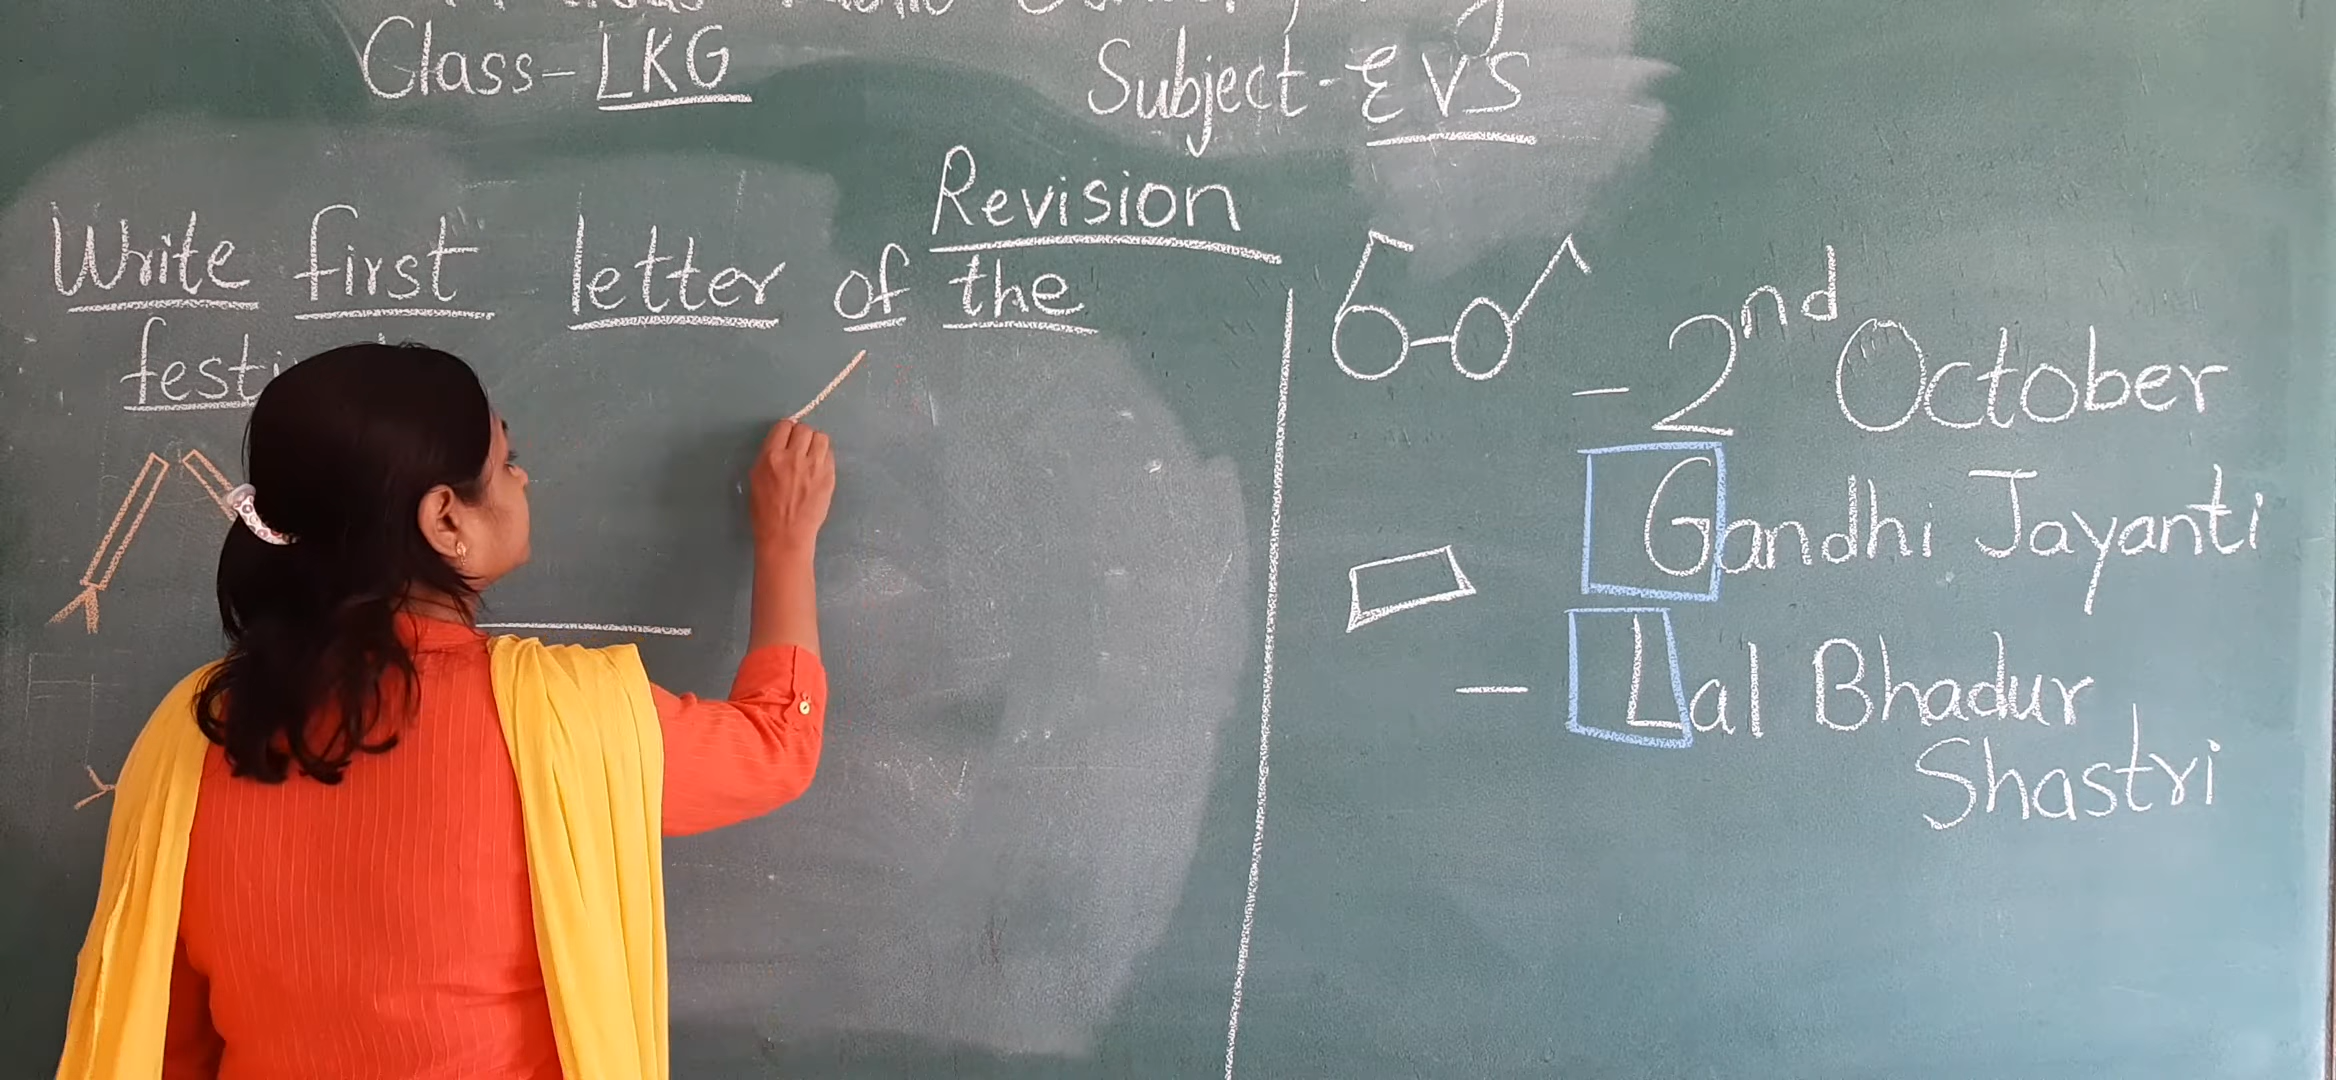 Class-LKG
Subject-EVS
Revision
Write first letter of the
- 2nd October
Gandhi Jayanti
- Lal Bhadur
Shastri